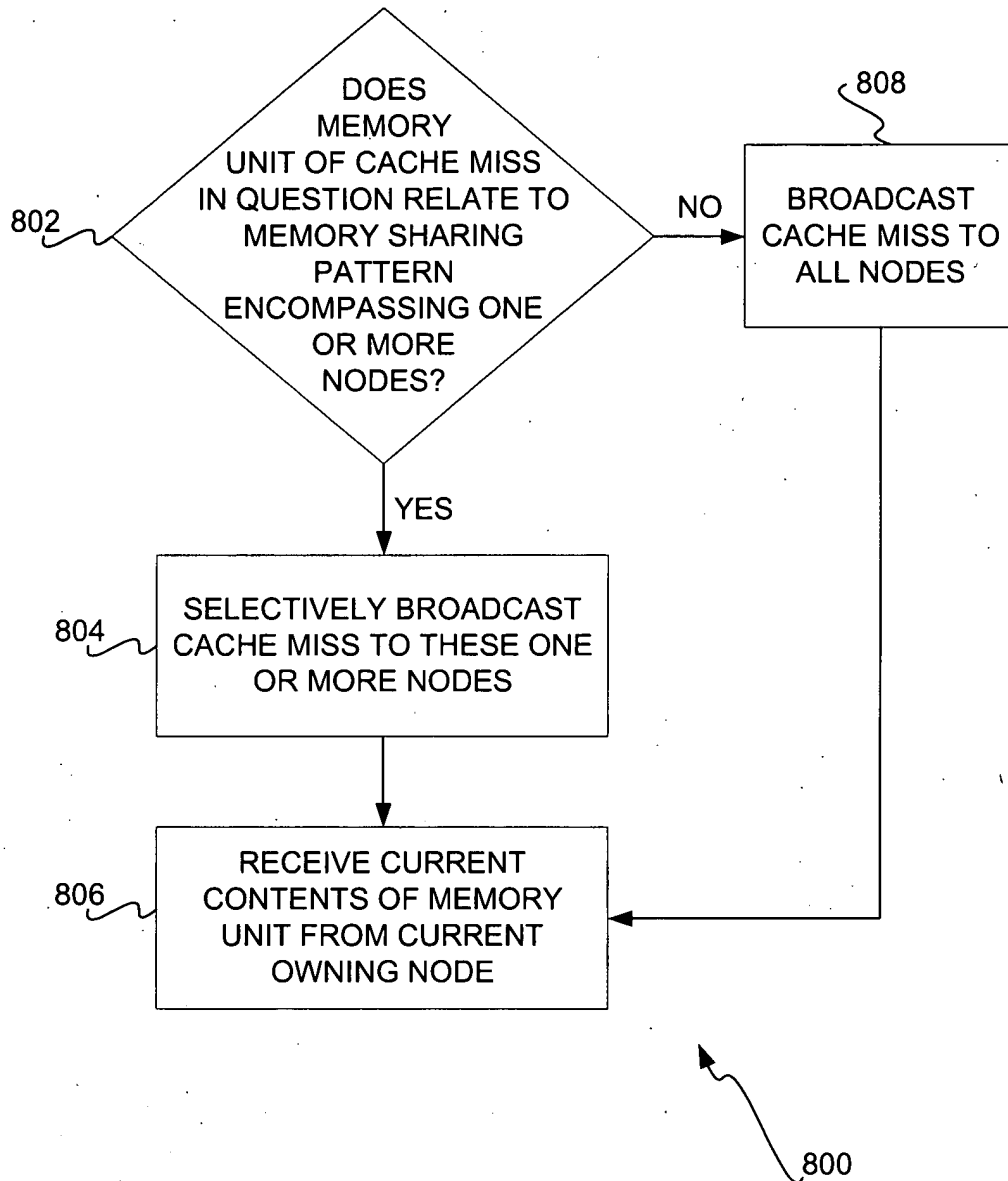 DOES
MEMORY
UNIT OF CACHE MISS
IN QUESTION RELATE TO
MEMORY SHARING
PATTERN
ENCOMPASSING ONE
OR MORE
NODES?
802
NO
808
BROADCAST
CACHE MISS TO
ALL NODES
YES
804
SELECTIVELY BROADCAST
CACHE MISS TO THESE ONE
OR MORE NODES
806
RECEIVE CURRENT
CONTENTS OF MEMORY
UNIT FROM CURRENT
OWNING NODE
800